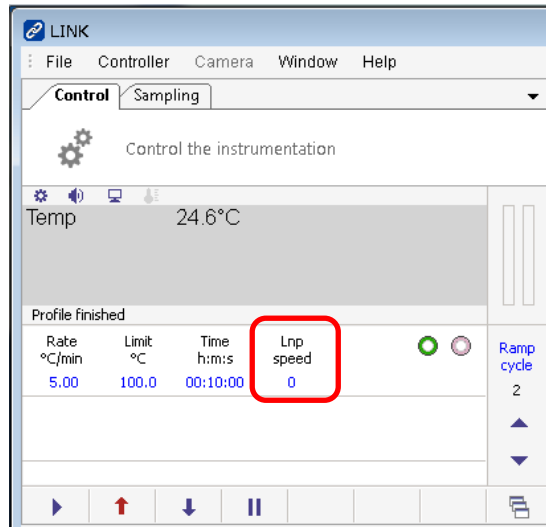 LINK
File Controller Camera Window Help
Control Sampling
Control the instrumentation
Temp 24.6°C
Profile finished
Rate Limit Time Lnp
°C/min °C h:m:s speed
5.00 100.0 00:10:00 0
Ramp
cycle
2